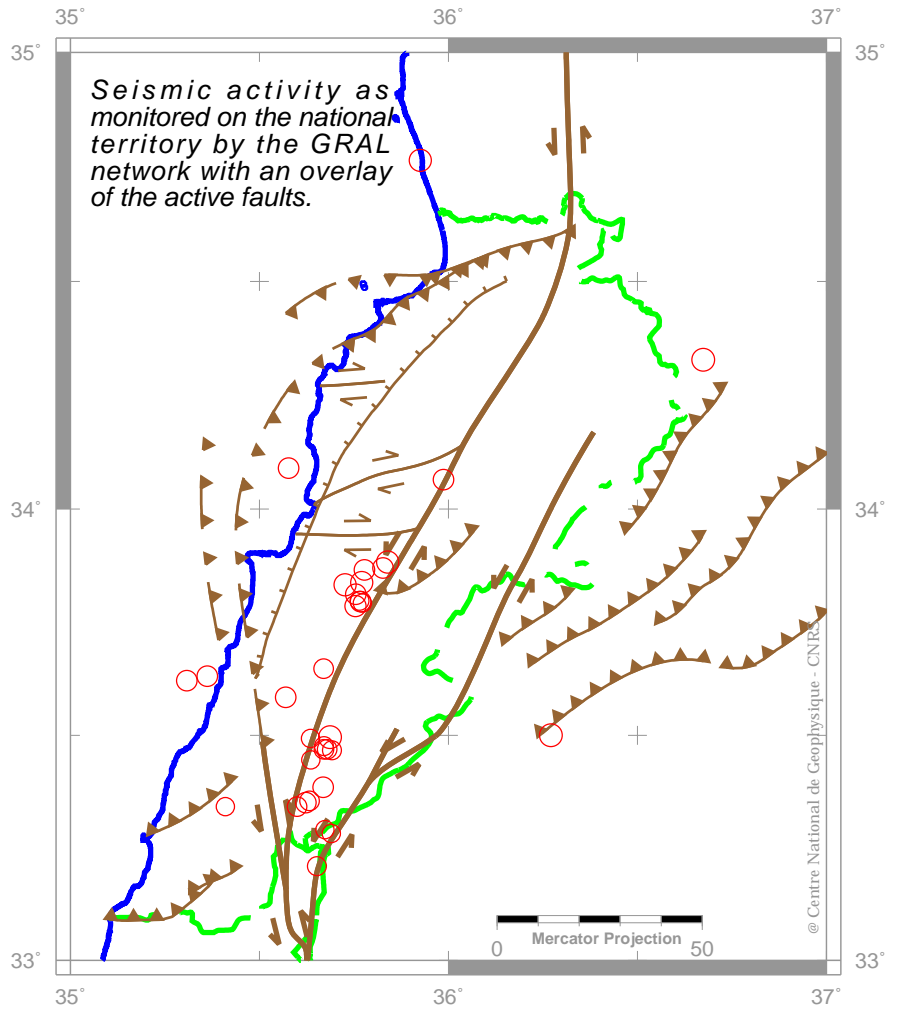 35°
36°
37°
35°
35°
Seismic activity as
monitored on the national
territory by the GRAL
network with an overlay
of the active faults.
34°
34°
@ Centre National de Geophysique - CNRS
Mercator Projection
0
50
33°
33°
35°
36°
37°